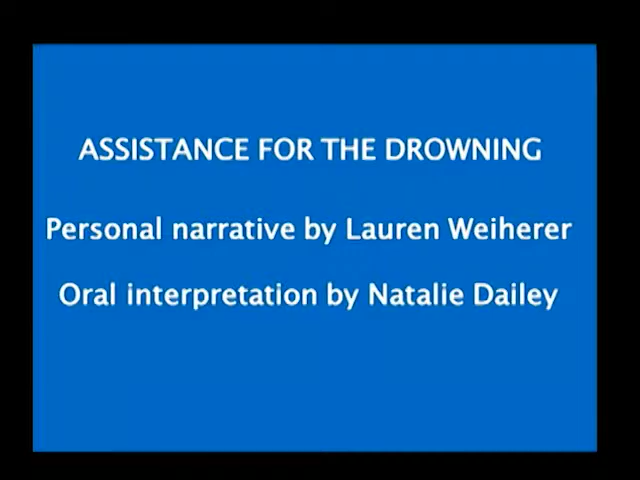 ASSISTANCE FOR THE DROWNING
Personal narrative by Lauren Weiherer
Oral interpretation by Natalie Dailey